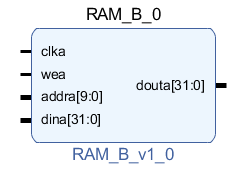 RAM_B_0
clka
wea
addra[9:0]
dina[31:0]
douta[31:0]
RAM_B_v1_0